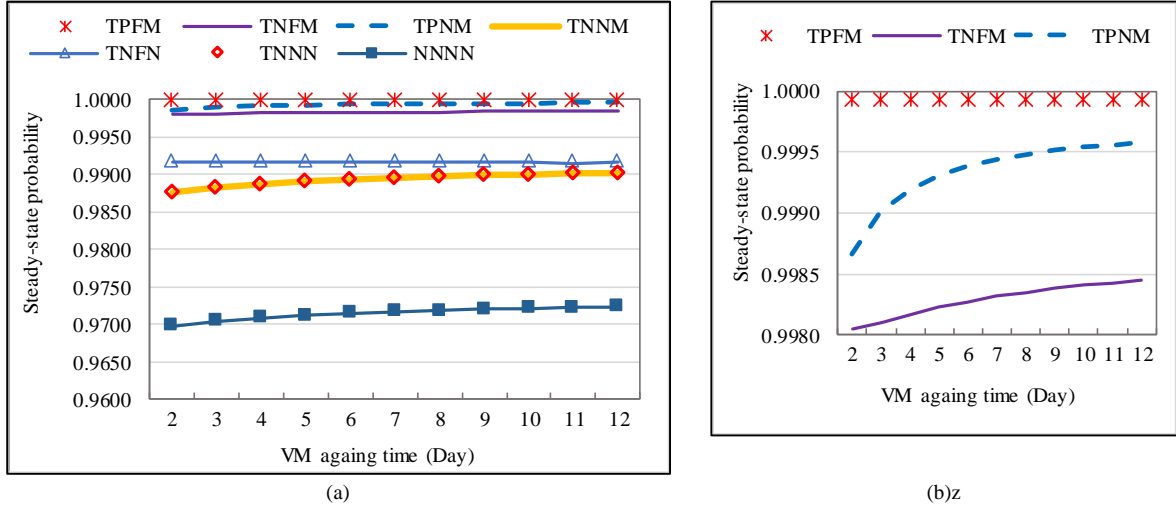 TPFM TNFM TPNM TNNM
TNFN TNNN NNNN
Steady-state probability
1.0000
0.9950
0.9900
0.9850
0.9800
0.9750
0.9700
0.9650
0.9600
2 3 4 5 6 7 8 9 10 11 12
VM againg time (Day)
(a)
TPFM TNFM TPNM
Steady-state probability
1.0000
0.9995
0.9990
0.9985
0.9980
2 3 4 5 6 7 8 9 10 11 12
VM againg time (Day)
(b)z